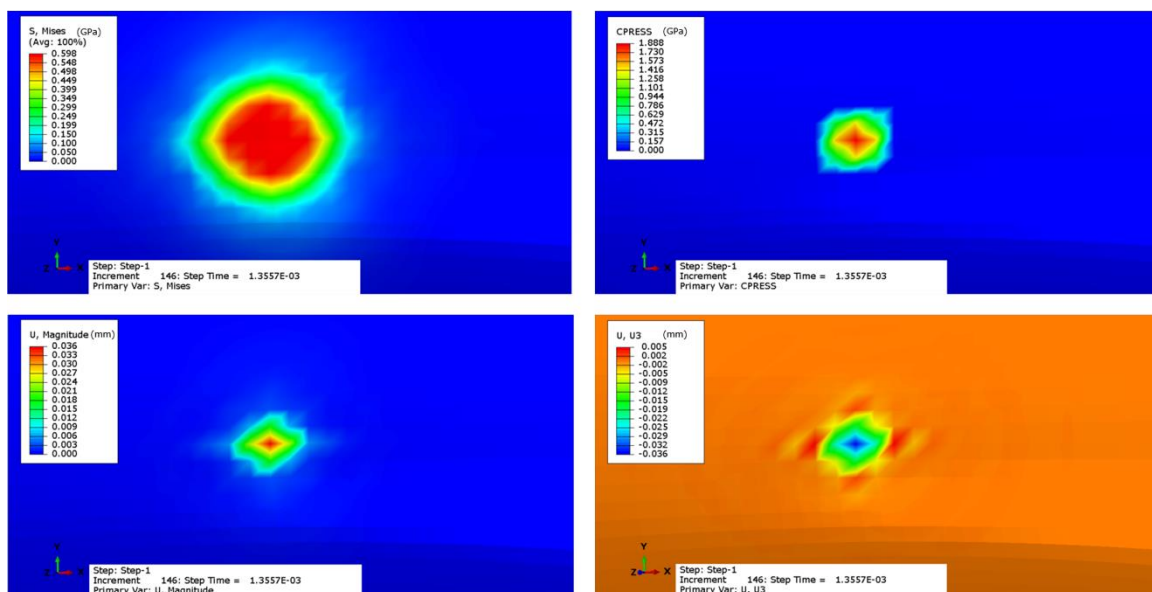 S, Mises (GPa)
(Avg: 100%)
0.598
0.548
0.498
0.449
0.399
0.349
0.299
0.249
0.199
0.150
0.100
0.050
0.000
Y
Z X
Step: Step-1
Increment 146: Step Time = 1.3557E-03
Primary Var: S, Mises
CPRESS (GPa)
1.888
1.730
1.573
1.416
1.258
1.101
0.944
0.786
0.629
0.472
0.315
0.157
0.000
Y
Z X
Step: Step-1
Increment 146: Step Time = 1.3557E-03
Primary Var: CPRESS
U, Magnitude (mm)
0.036
0.033
0.030
0.027
0.024
0.021
0.018
0.015
0.012
0.009
0.006
0.003
0.000
Y
Z X
Step: Step-1
Increment 146: Step Time = 1.3557E-03
Primary Var: U, Magnitude
U, U3 (mm)
0.005
0.002
-0.002
-0.005
-0.009
-0.012
-0.015
-0.019
-0.022
-0.025
-0.029
-0.032
-0.036
Y
Z X
Step: Step-1
Increment 146: Step Time = 1.3557E-03
Primary Var: U, U3